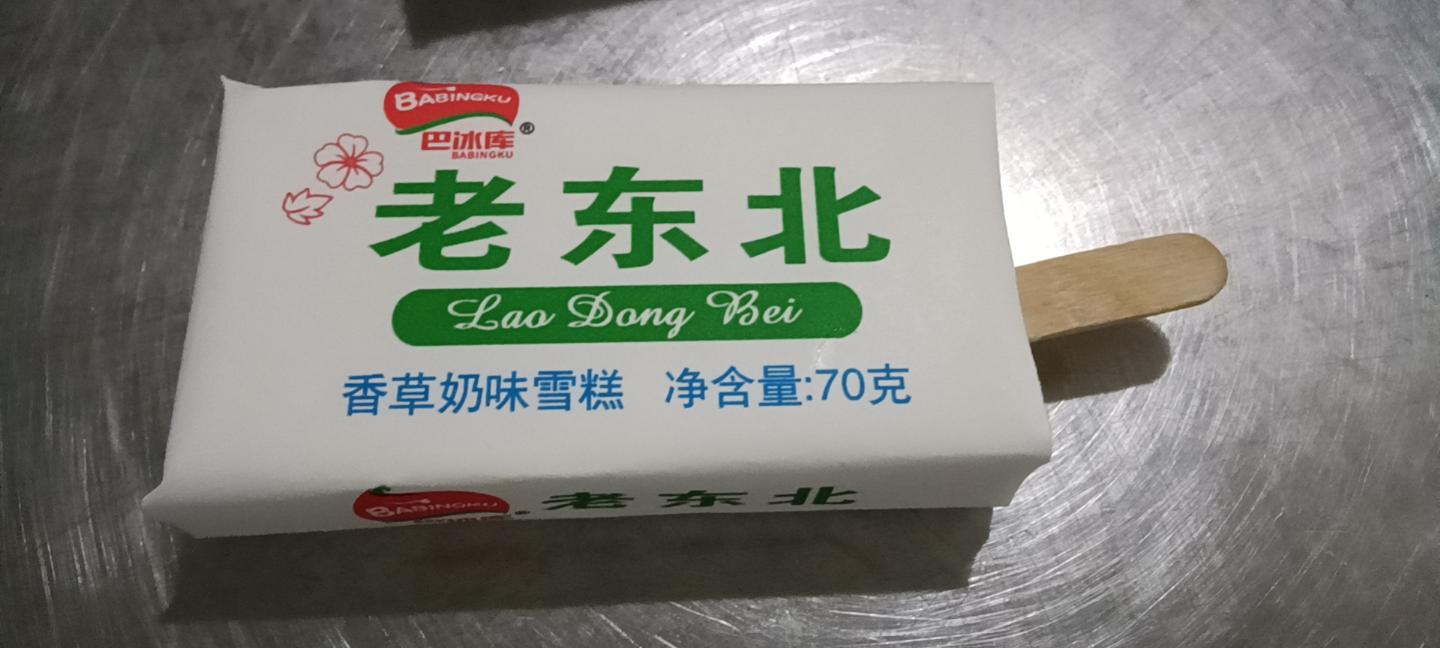 BABINGKU
巴冰库®
BABINGKU
老东北
Lao Dong Bei
香草奶味雪糕 净含量:70克
BABINGKU® 老东北